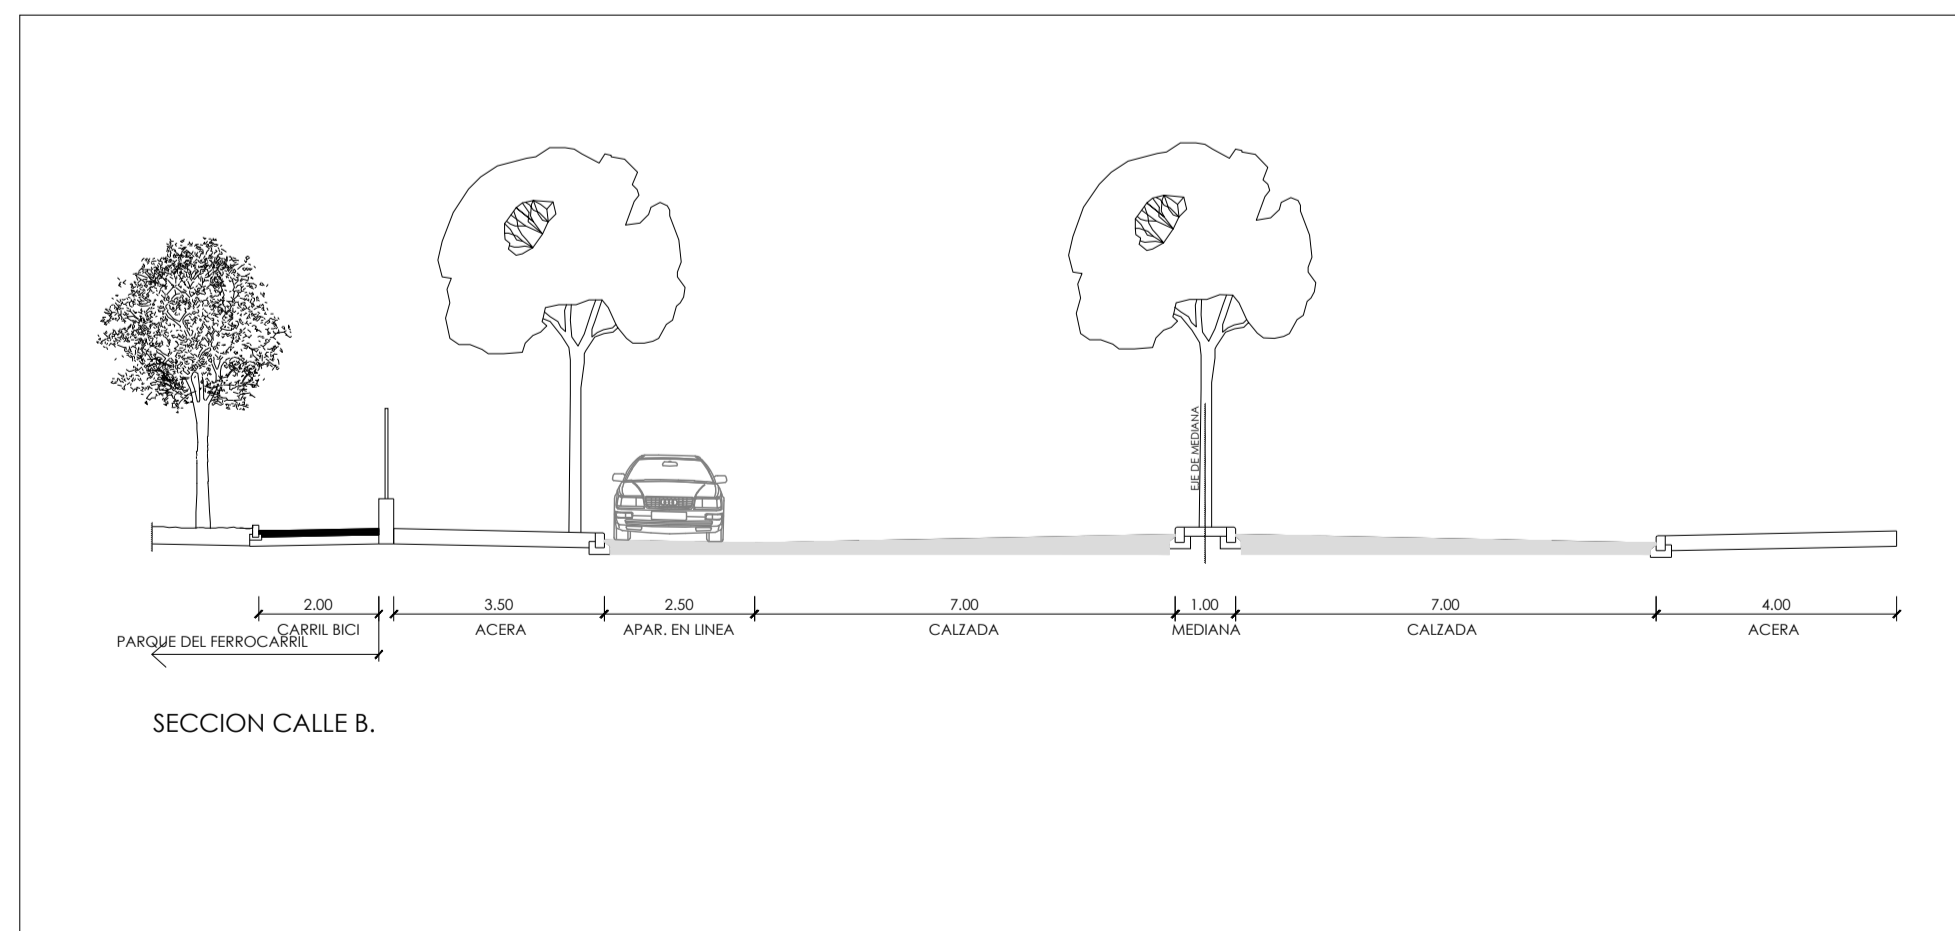 EJE DE MEDIANA
2.00
3.50
2.50
7.00
1.00
7.00
4.00
CARRIL BICI
ACERA
APAR. EN LINEA
CALZADA
MEDIANA
CALZADA
ACERA
PARQUE DEL FERROCARRIL
SECCION CALLE B.